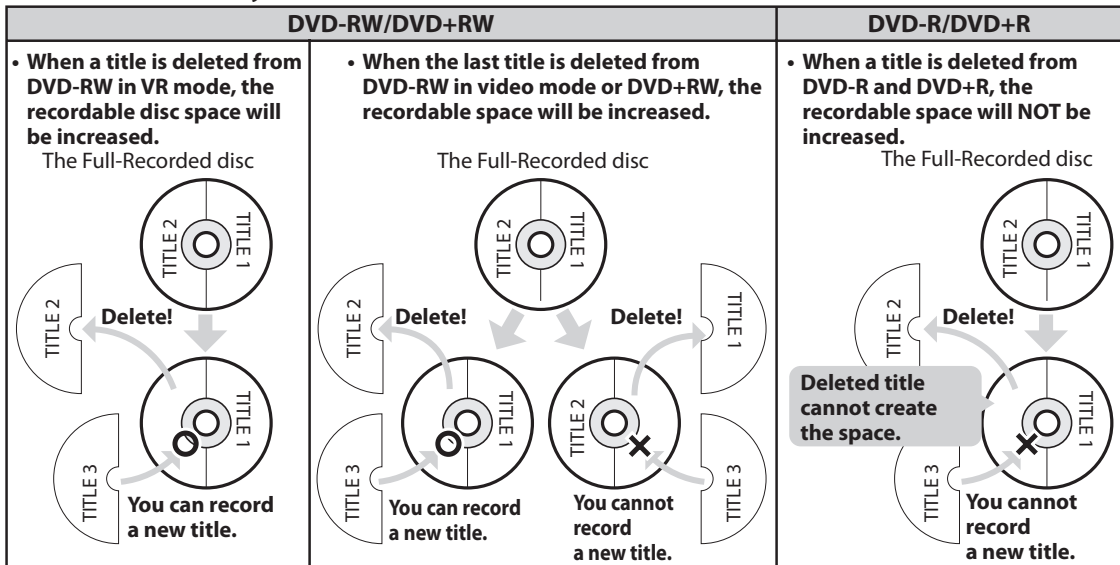 DVD-RW/DVD+RW
• When a title is deleted from
DVD-RW in VR mode, the
recordable disc space will
be increased.
The Full-Recorded disc
TITLE 2
TITLE 1
TITLE 2
Delete!
TITLE 1
TITLE 3
You can record
a new title.
• When the last title is deleted from
DVD-RW in video mode or DVD+RW, the
recordable space will be increased.
The Full-Recorded disc
TITLE 2
TITLE 1
TITLE 2
Delete!
Delete!
TITLE 1
TITLE 1
TITLE 2
TITLE 3
TITLE 3
You can record
a new title.
You cannot
record
a new title.
DVD-R/DVD+R
• When a title is deleted from
DVD-R and DVD+R, the
recordable space will NOT be
increased.
The Full-Recorded disc
TITLE 2
TITLE 1
TITLE 2
Delete!
Deleted title
cannot create
the space.
TITLE 1
TITLE 3
You cannot
record
a new title.